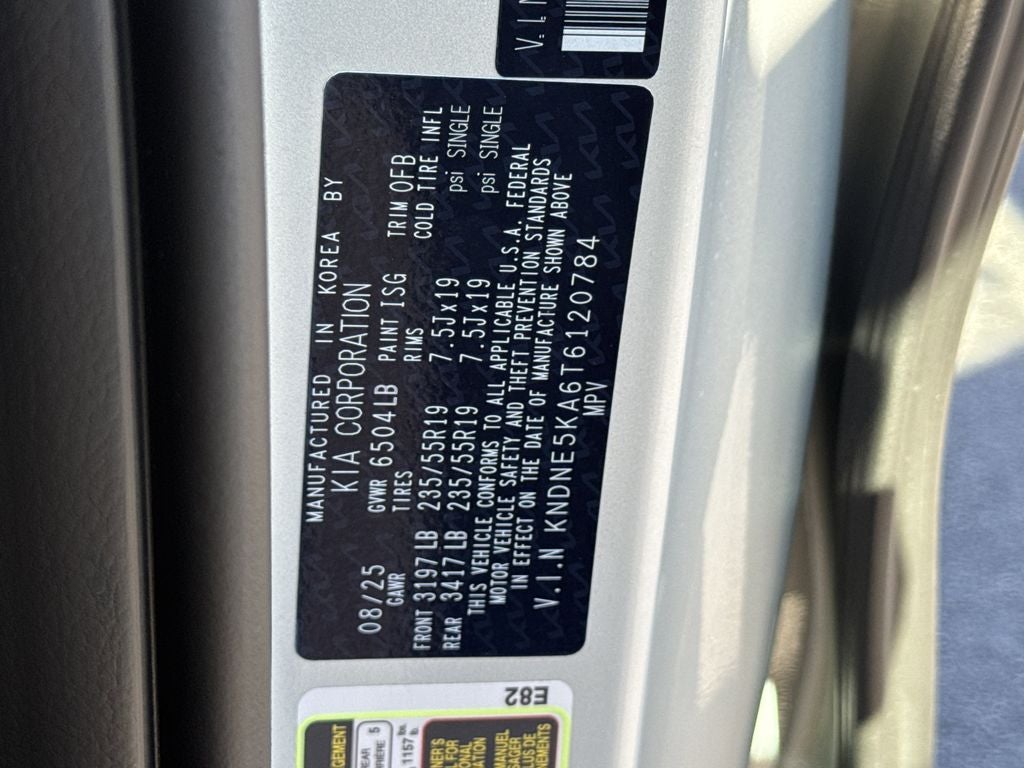 MANUFACTURED IN KOREA BY
KIA CORPORATION
08/25 GVWR 6504LB PAINT ISG TRIM OFB
GAWR TIRES RIMS COLD TIRE INFL
FRONT 3197LB 235/55R19 7.5Jx19 psi SINGLE
REAR 3417LB 235/55R19 7.5Jx19 psi SINGLE
THIS VEHICLE CONFORMS TO ALL APPLICABLE U.S.A. FEDERAL
MOTOR VEHICLE SAFETY AND THEFT PREVENTION STANDARDS
IN EFFECT ON THE DATE OF MANUFACTURE SHOWN ABOVE
V.I.N KNDNE5KA6T6120784
MPV
V.I.N
E82
5
1157 lb.